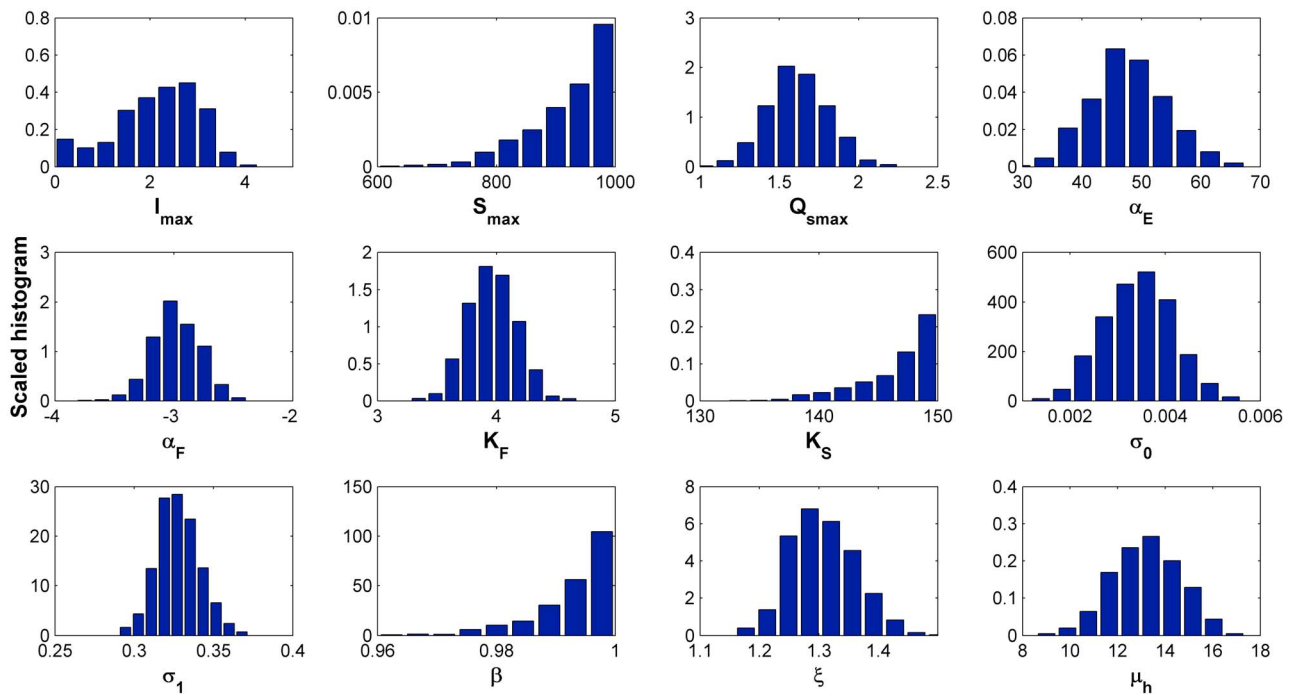 Scaled histogram
0.8
0.6
0.4
0.2
0
0 2 4
I_max
0.01
0.005
0
600 800 1000
S_max
3
2
1
0
1 1.5 2 2.5
Q_smax
0.08
0.06
0.04
0.02
0
30 40 50 60 70
α_E
3
2
1
0
-4 -3 -2
α_F
2
1.5
1
0.5
0
3 4 5
K_F
0.4
0.3
0.2
0.1
0
130 140 150
K_S
600
400
200
0
0.002 0.004 0.006
σ_0
30
20
10
0
0.25 0.3 0.35 0.4
σ_1
150
100
50
0
0.96 0.98 1
β
8
6
4
2
0
1.1 1.2 1.3 1.4
ξ
0.4
0.3
0.2
0.1
0
8 10 12 14 16 18
μ_h